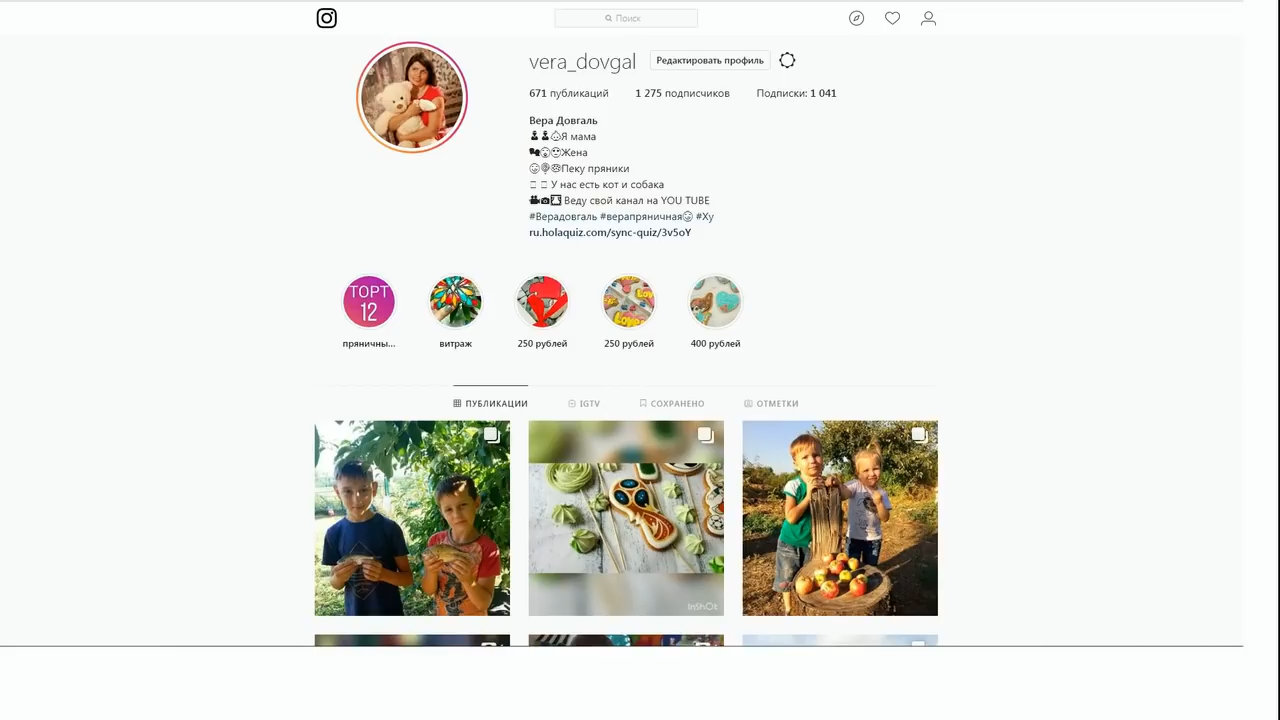 Поиск
vera_dovgal Редактировать профиль
671 публикаций 1 275 подписчиков Подписки: 1 041
Вера Довгаль
Я мама
Жена
Пеку пряники
У нас есть кот и собака
Веду свой канал на YOU TUBE
#Верадовгаль #верапряничная #Ху
ru.holaquiz.com/sync-quiz/3v5oY
ТОРТ
12
пряничны... витраж 250 рублей 250 рублей 400 рублей
ПУБЛИКАЦИИ IGTV СОХРАНЕНО ОТМЕТКИ
InShOt